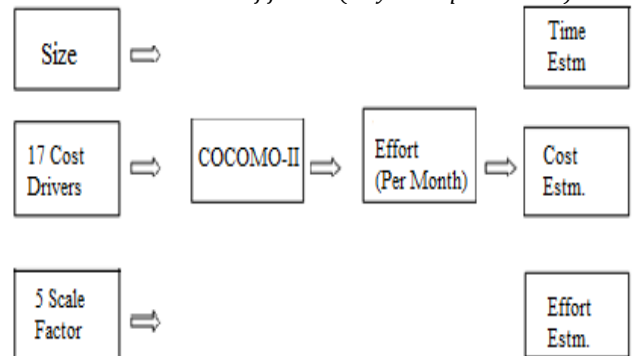 Size
Time
Estm
17 Cost
Drivers
COCOMO-II
Effort
(Per Month)
Cost
Estm.
5 Scale
Factor
Effort
Estm.